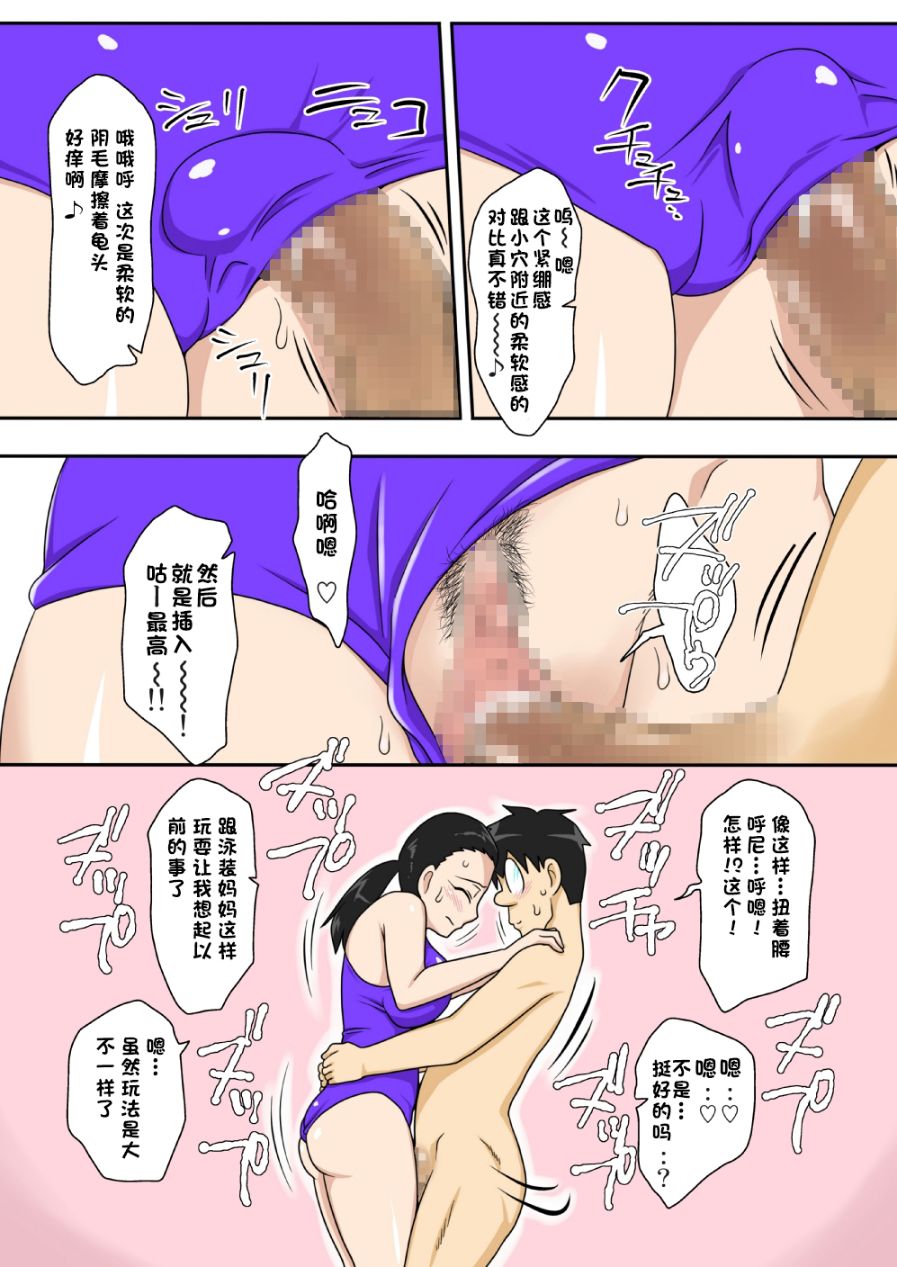 クチュチュ
呜～嗯
这个紧绷感
跟小穴附近的柔软感的
对比真不错～～～♪
ニュコ
シュリ
哦哦呼 这次是柔软的
阴毛摩擦着龟头
好痒啊♪
哈啊嗯♡
然后
就是插入～～～！
咕ー最高～!!
像这样…扭着腰
呼尼…呼嗯！
怎样!?这个！
嗯…♡
嗯…♡
不是…
挺好的吗…？
跟泳装妈妈这样
玩耍让我想起以
前的事了
嗯…
虽然玩法是大
不一样了